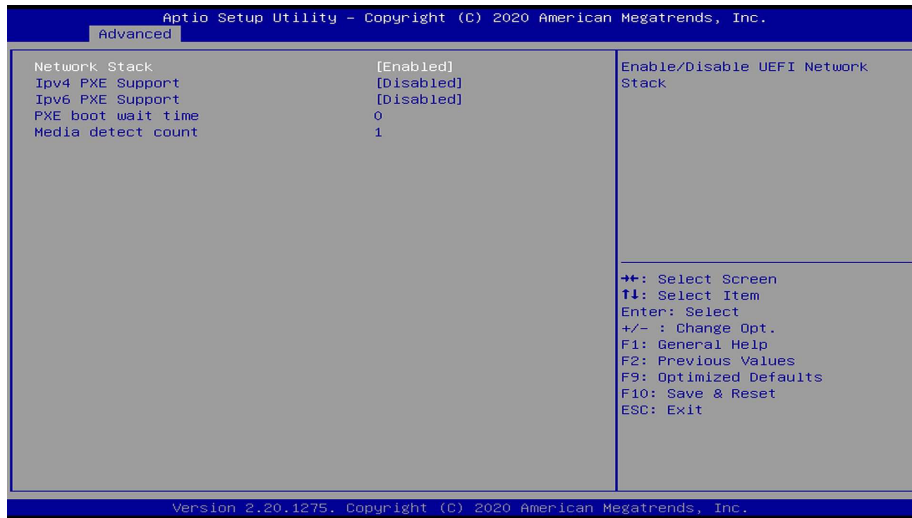 Aptio Setup Utility – Copyright (C) 2020 American Megatrends, Inc.
Advanced
Network Stack [Enabled]
Ipv4 PXE Support [Disabled]
Ipv6 PXE Support [Disabled]
PXE boot wait time 0
Media detect count 1
Enable/Disable UEFI Network
Stack
→←: Select Screen
↑↓: Select Item
Enter: Select
+/- : Change Opt.
F1: General Help
F2: Previous Values
F9: Optimized Defaults
F10: Save & Reset
ESC: Exit
Version 2.20.1275. Copyright (C) 2020 American Megatrends, Inc.